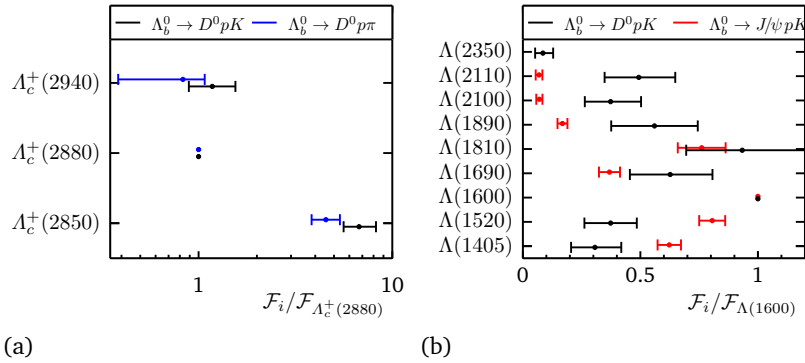 Λ_b^0 → D^0pK Λ_b^0 → D^0pπ
Λ_c^+(2940)
Λ_c^+(2880)
Λ_c^+(2850)
1 10
F_i/F_{Λ_c^+(2880)}
(a)
Λ_b^0 → D^0pK Λ_b^0 → J/ψpK
Λ(2350)
Λ(2110)
Λ(2100)
Λ(1890)
Λ(1810)
Λ(1690)
Λ(1600)
Λ(1520)
Λ(1405)
0 0.5 1
F_i/F_{Λ(1600)}
(b)